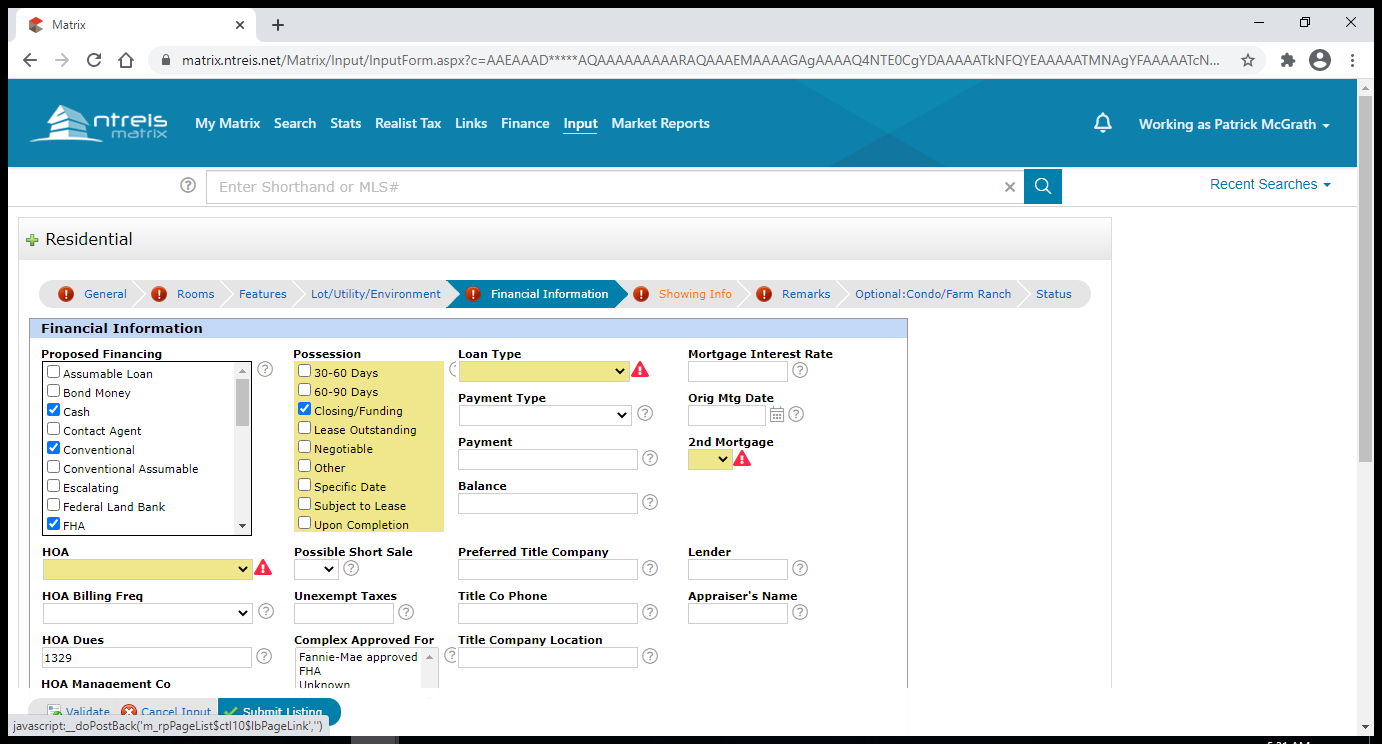 Matrix
matrix.ntreis.net/Matrix/Input/InputForm.aspx?c=AAEAAAD*****AQAAAAAAAAARAQAAAEMAAAAGAgAAAAQ4NTE0CgYDAAAAATkNFQYEAAAAATMNAgYFAAAAATcN...
ntreis matrix
My Matrix Search Stats Realist Tax Links Finance Input Market Reports
Working as Patrick McGrath
Enter Shorthand or MLS#
Recent Searches
Residential
General Rooms Features Lot/Utility/Environment Financial Information Showing Info Remarks Optional:Condo/Farm Ranch Status
Financial Information
Proposed Financing
Assumable Loan
Bond Money
Cash
Contact Agent
Conventional
Conventional Assumable
Escalating
Federal Land Bank
FHA
Possession
30-60 Days
60-90 Days
Closing/Funding
Lease Outstanding
Negotiable
Other
Specific Date
Subject to Lease
Upon Completion
Loan Type
Payment Type
Payment
Balance
Mortgage Interest Rate
Orig Mtg Date
2nd Mortgage
HOA
HOA Billing Freq
HOA Dues
1329
HOA Management Co
Possible Short Sale
Unexempt Taxes
Complex Approved For
Fannie-Mae approved
FHA
Unknown
Preferred Title Company
Title Co Phone
Title Company Location
Lender
Appraiser's Name
Validate Cancel Input Submit Listing
javascript:__doPostBack('m_rpPageList$ctl10$lbPageLink','')